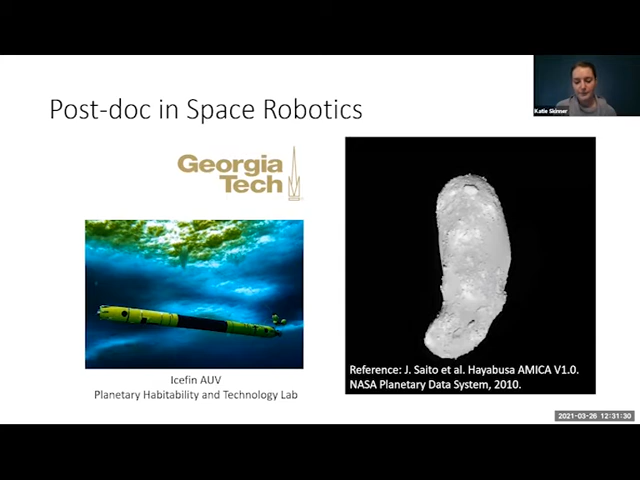 Post-doc in Space Robotics
Katie Skinner
Georgia
Tech
Icefin AUV
Planetary Habitability and Technology Lab
Reference: J. Saito et al. Hayabusa AMICA V1.0.
NASA Planetary Data System, 2010.
2021-03-26 12:31:30